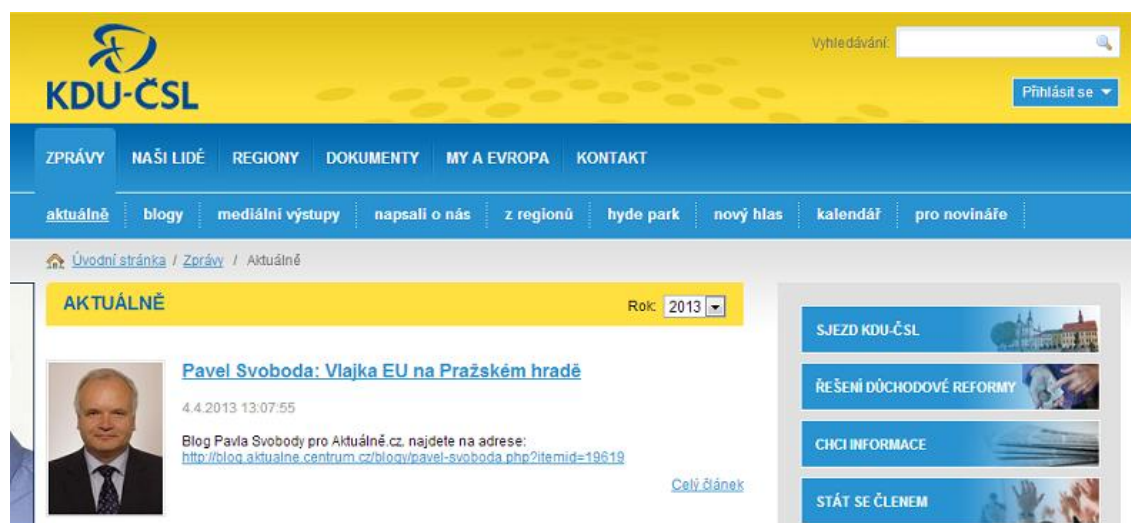 KDU-ČSL
Vyhledávání:
Přihlásit se
ZPRÁVY NAŠI LIDÉ REGIONY DOKUMENTY MY A EVROPA KONTAKT
aktuálně blogy mediální výstupy napsali o nás z regionů hyde park nový hlas kalendář pro novináře
Úvodní stránka / Zprávy / Aktuálně
AKTUÁLNĚ
Rok: 2013
Pavel Svoboda: Vlajka EU na Pražském hradě
4.4.2013 13:07:55
Blog Pavla Svobody pro Aktuálně.cz, najdete na adrese:
http://blog.aktualne.centrum.cz/blogy/pavel-svoboda.php?itemid=19619
Celý článek
SJEZD KDU-ČSL
ŘEŠENÍ DŮCHODOVÉ REFORMY
CHCI INFORMACE
STÁT SE ČLENEM